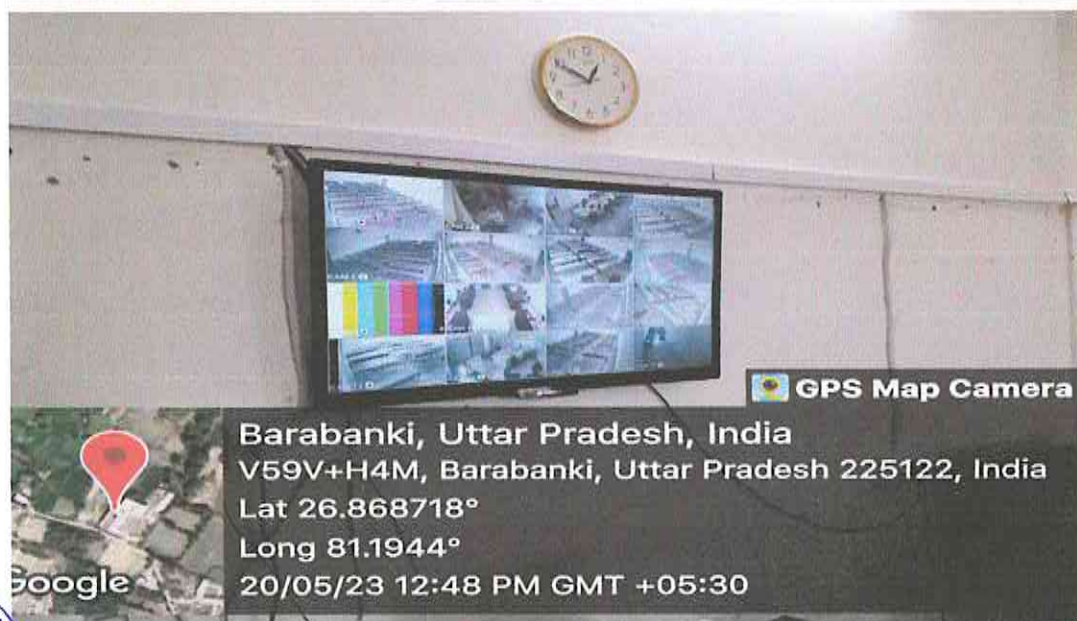 12
GPS Map Camera
Barabanki, Uttar Pradesh, India
V59V+H4M, Barabanki, Uttar Pradesh 225122, India
Lat 26.868718°
Long 81.1944°
20/05/23 12:48 PM GMT +05:30
Google